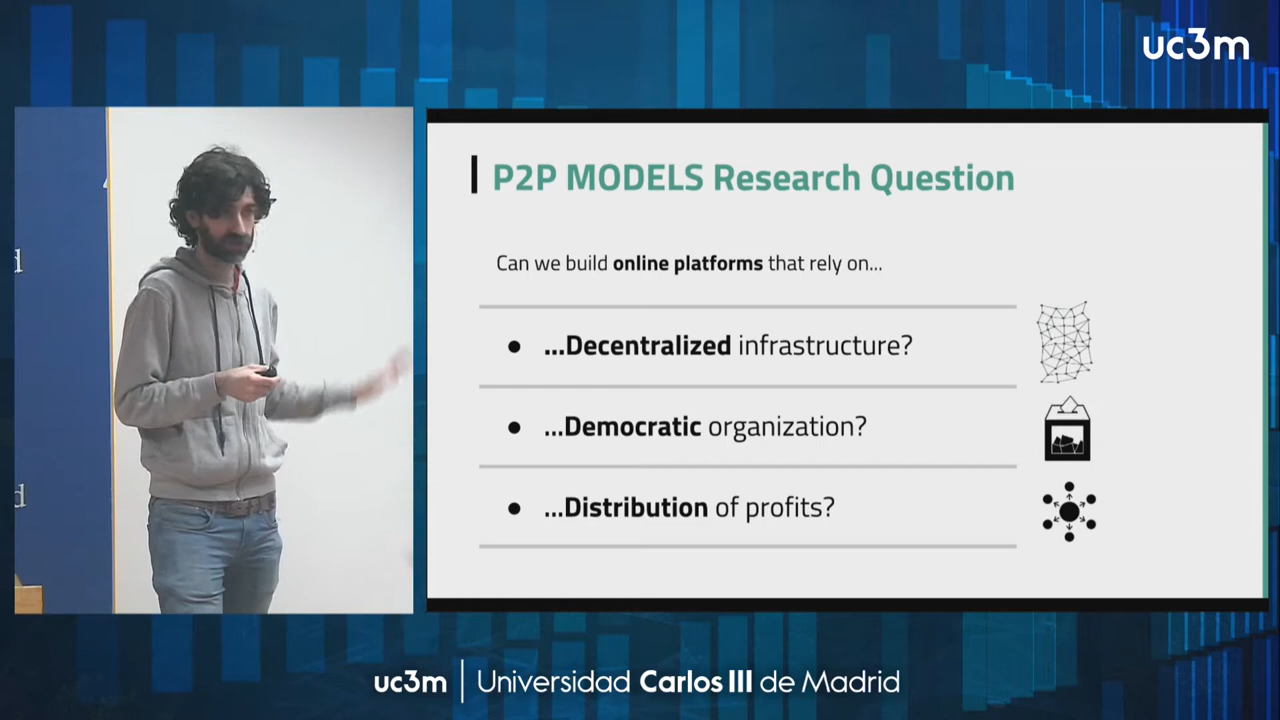 uc3m
P2P MODELS Research Question
Can we build online platforms that rely on...
● ...Decentralized infrastructure?
● ...Democratic organization?
● ...Distribution of profits?
d
d
uc3m | Universidad Carlos III de Madrid